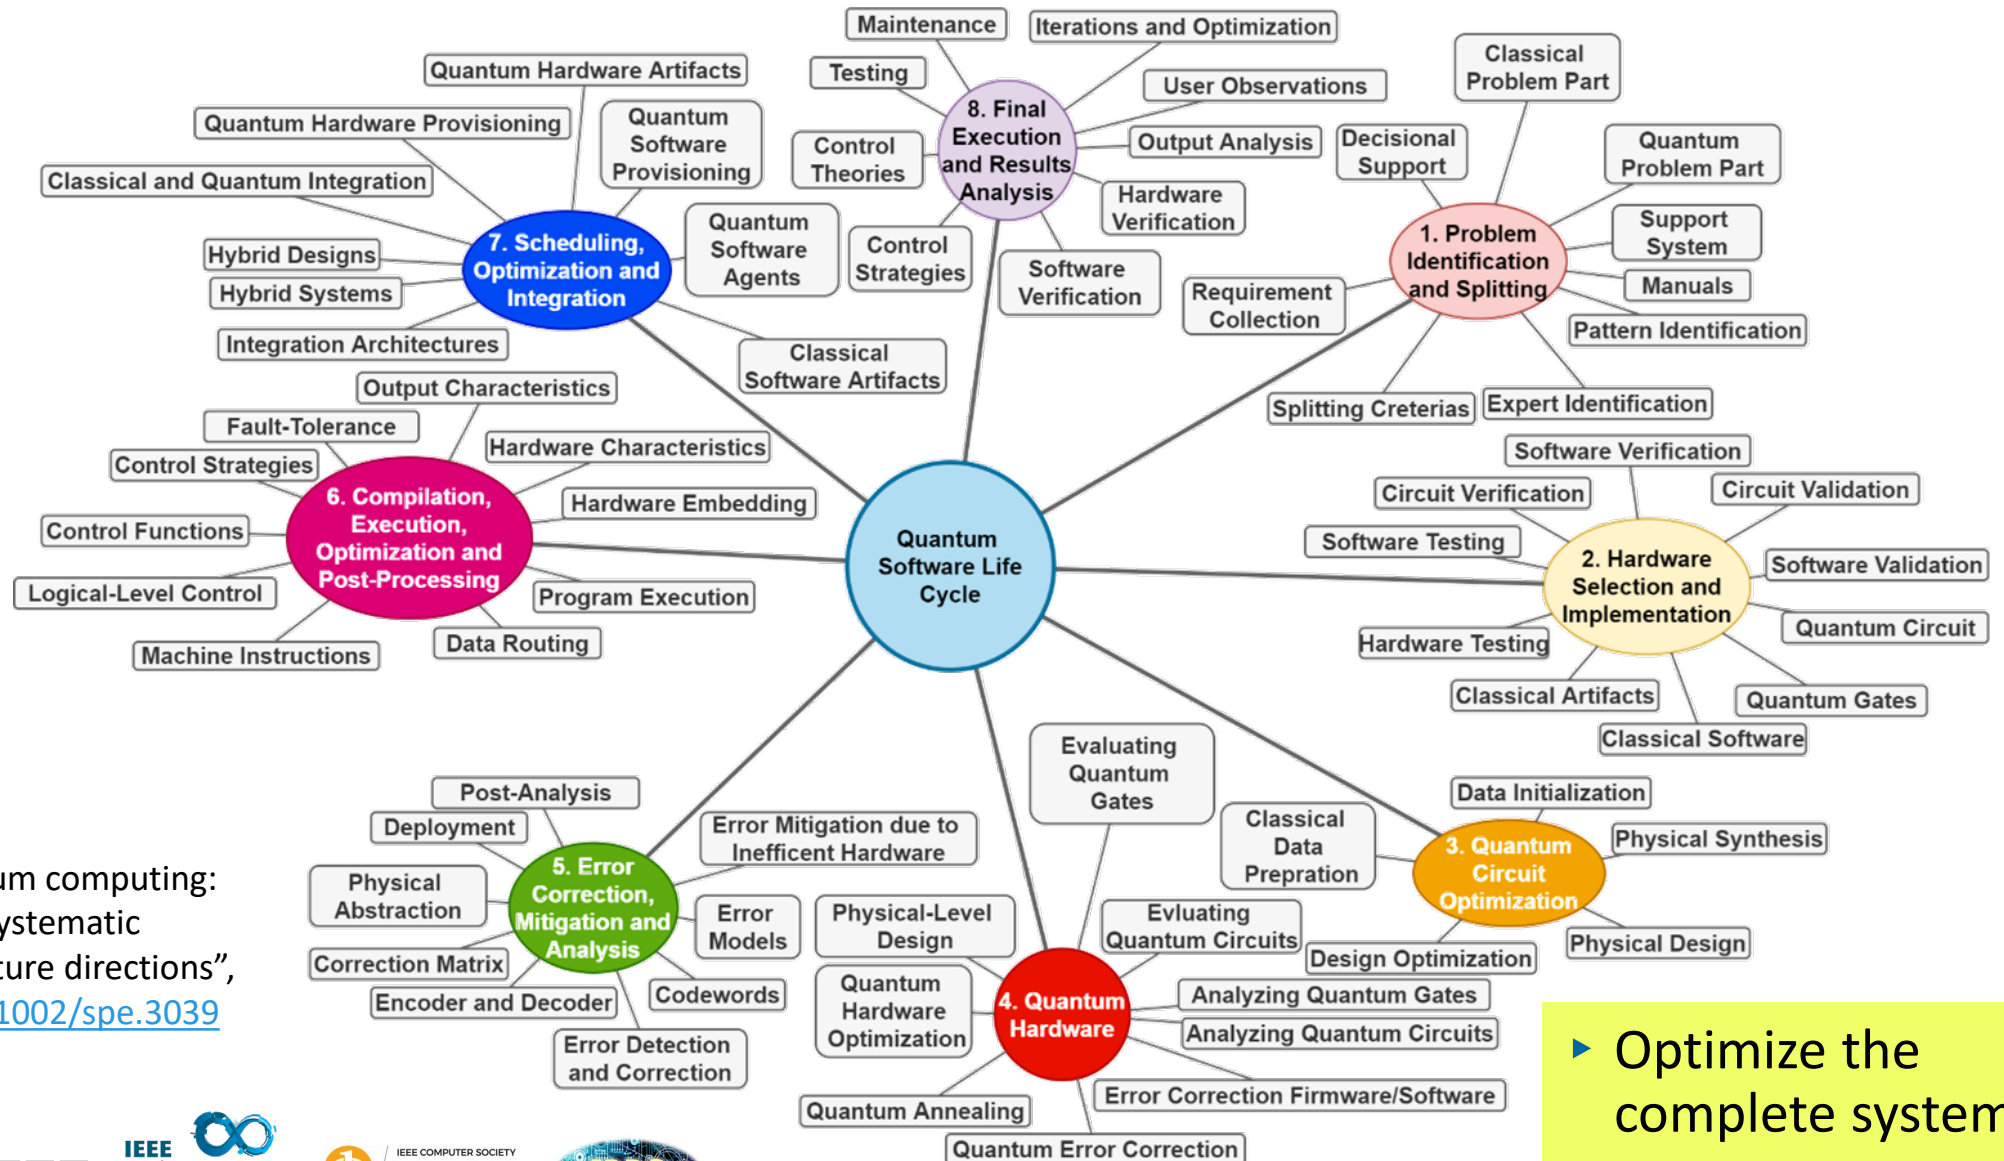 Maintenance
Iterations and Optimization
Testing
User Observations
Control
Theories
Output Analysis
Control
Strategies
Hardware
Verification
Software
Verification
8. Final
Execution
and Results
Analysis
Quantum Hardware Artifacts
Quantum Hardware Provisioning
Quantum
Software
Provisioning
Classical and Quantum Integration
Quantum
Software
Agents
Hybrid Designs
Hybrid Systems
Integration Architectures
Classical
Software Artifacts
7. Scheduling,
Optimization and
Integration
Classical
Problem Part
Decisional
Support
Quantum
Problem Part
Support
System
Manuals
Requirement
Collection
Pattern Identification
Splitting Creterias
Expert Identification
1. Problem
Identification
and Splitting
Output Characteristics
Fault-Tolerance
Hardware Characteristics
Control Strategies
Hardware Embedding
Control Functions
Logical-Level Control
Program Execution
Machine Instructions
Data Routing
6. Compilation,
Execution,
Optimization and
Post-Processing
Quantum
Software Life
Cycle
Software Verification
Circuit Verification
Circuit Validation
Software Testing
Software Validation
Hardware Testing
Quantum Circuit
Classical Artifacts
Quantum Gates
Classical Software
2. Hardware
Selection and
Implementation
Post-Analysis
Deployment
Error Mitigation due to
Inefficent Hardware
Physical
Abstraction
Error
Models
Correction Matrix
Encoder and Decoder
Codewords
Error Detection
and Correction
5. Error
Correction,
Mitigation and
Analysis
Evaluating
Quantum
Gates
Physical-Level
Design
Evluating
Quantum Circuits
Quantum
Hardware
Optimization
Analyzing Quantum Gates
Analyzing Quantum Circuits
Quantum Annealing
Error Correction Firmware/Software
Quantum Error Correction
4. Quantum
Hardware
Data Initialization
Classical
Data
Prepration
Physical Synthesis
Design Optimization
Physical Design
3. Quantum
Circuit
Optimization
um computing:
ystematic
ture directions”,
1002/spe.3039
▸ Optimize the
complete system
IEEE
IEEE COMPUTER SOCIETY